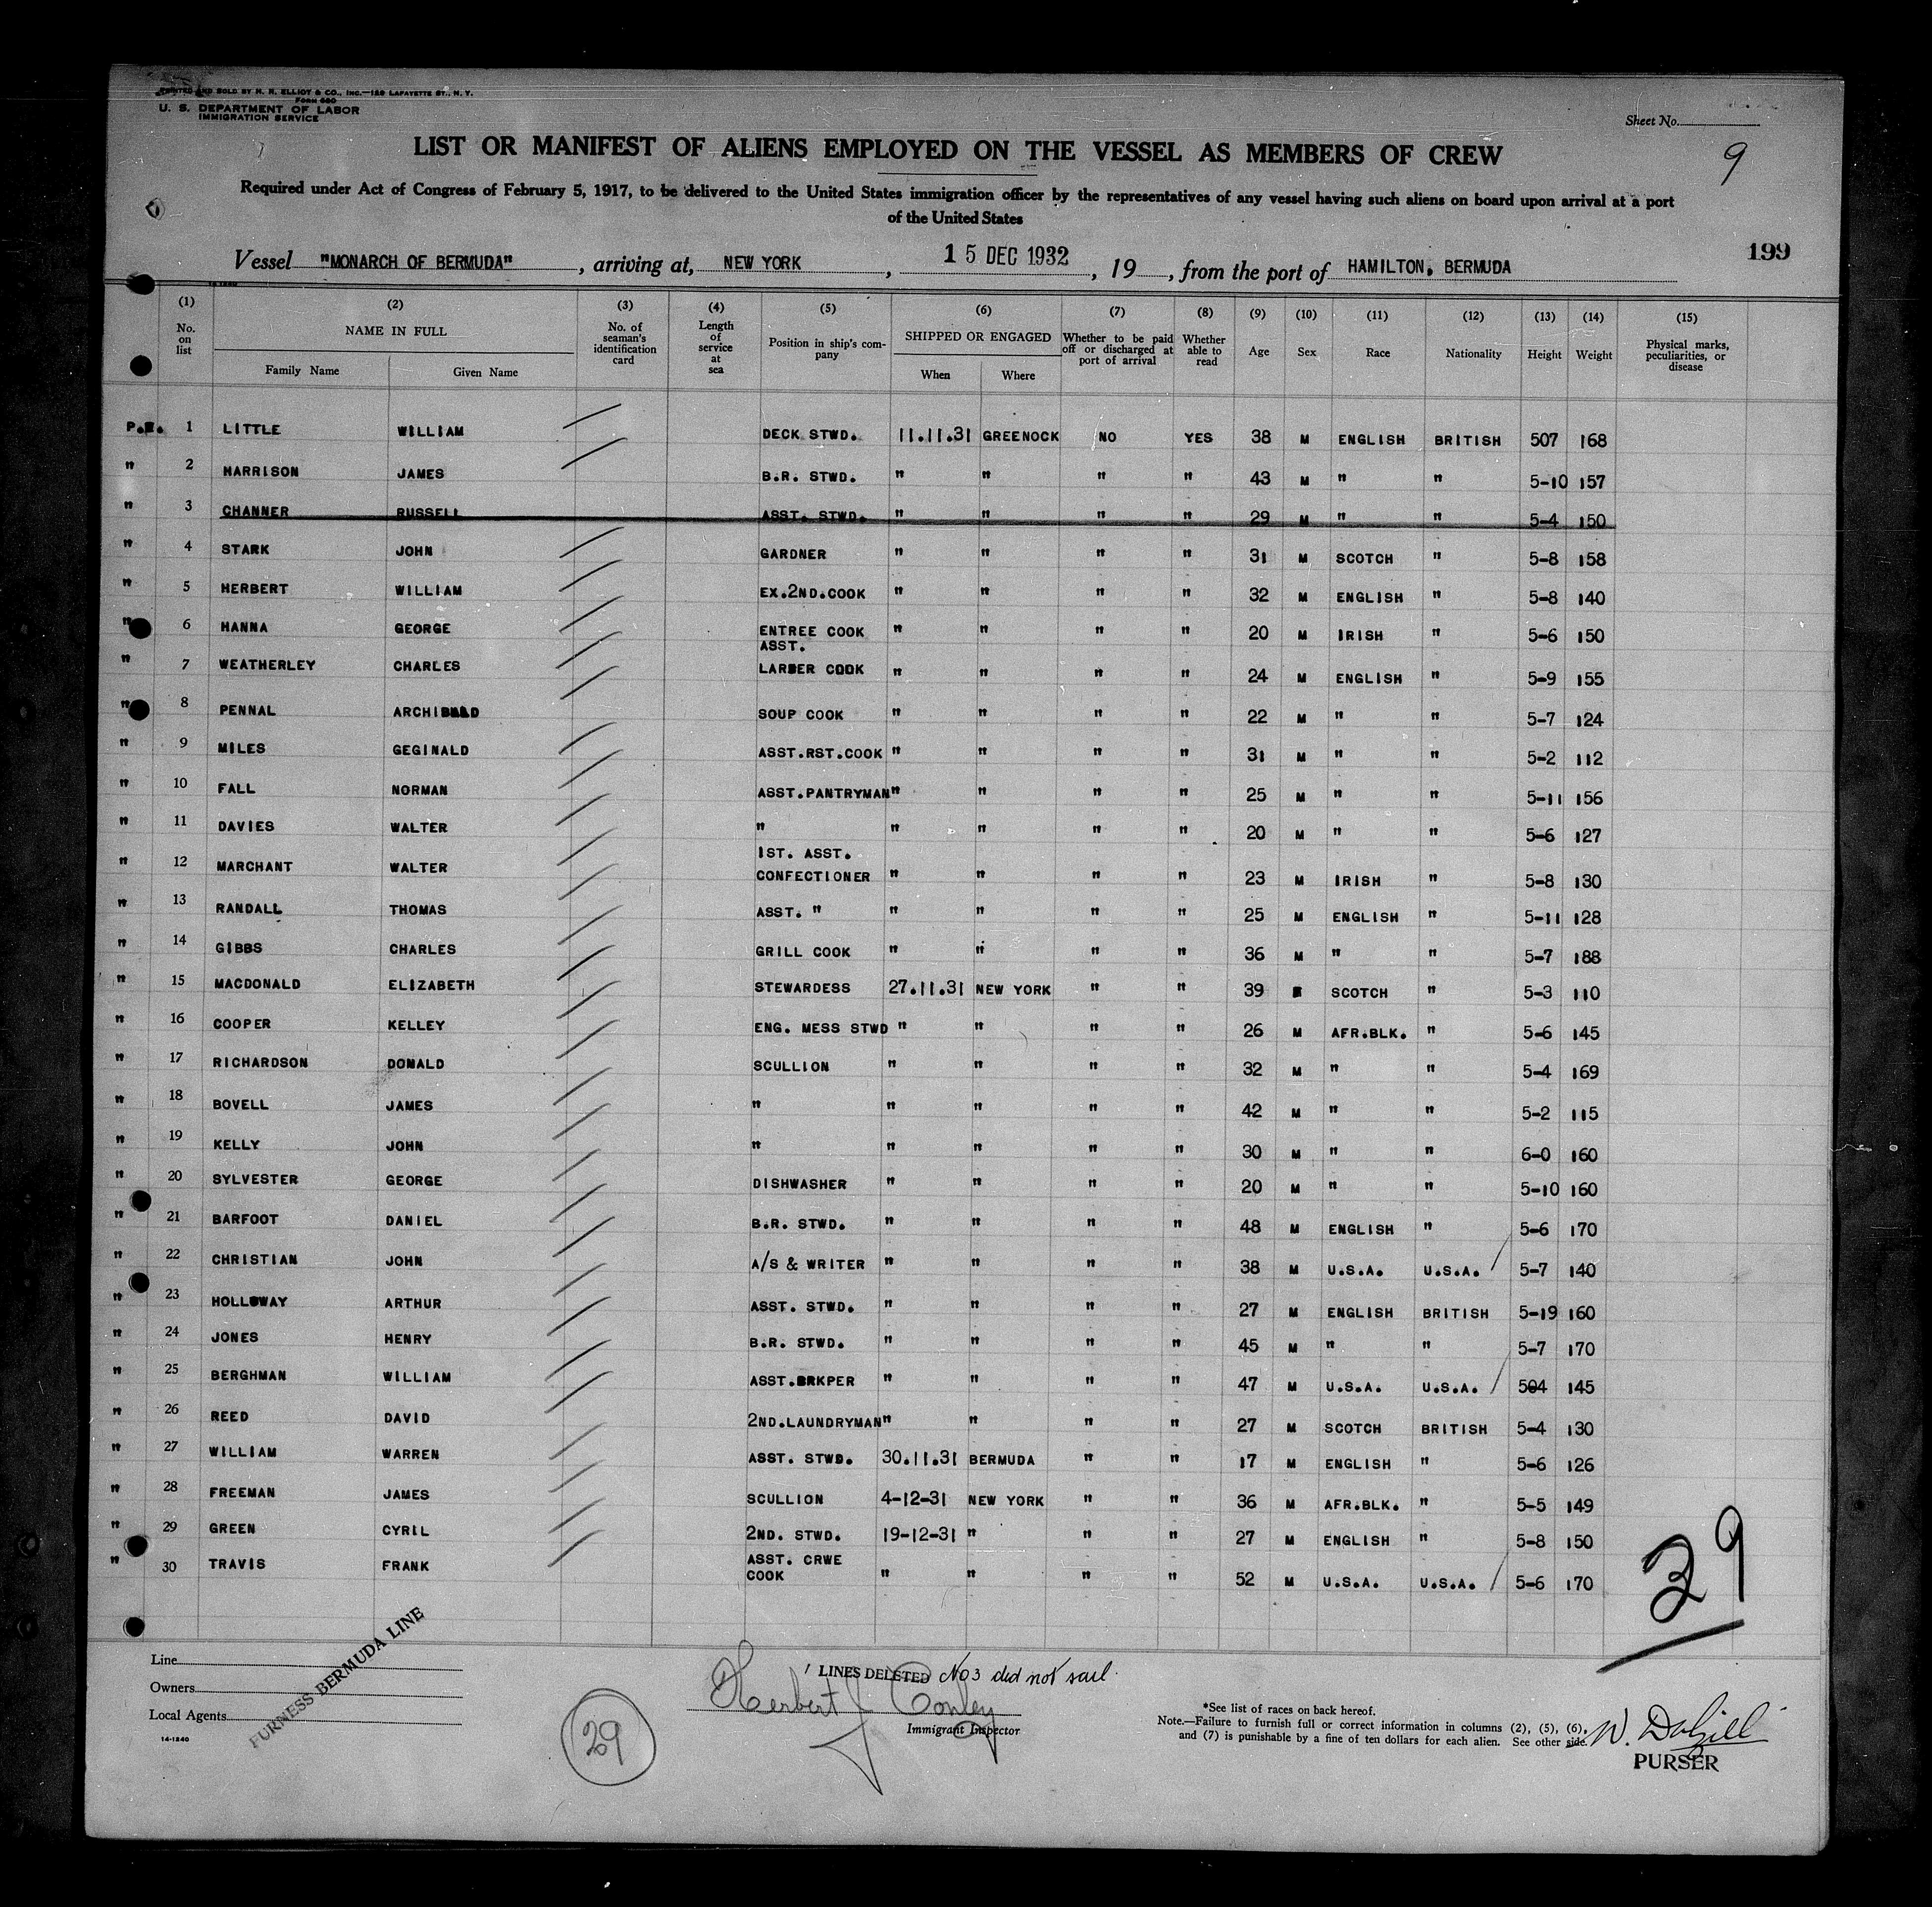 PRINTED AND SOLD BY H. R. ELLIOT & CO., INC.—129 LAFAYETTE ST., N. Y.
FORM 680
U. S. DEPARTMENT OF LABOR
IMMIGRATION SERVICE
Sheet No.
9
LIST OR MANIFEST OF ALIENS EMPLOYED ON THE VESSEL AS MEMBERS OF CREW
Required under Act of Congress of February 5, 1917, to be delivered to the United States immigration officer by the representatives of any vessel having such aliens on board upon arrival at a port
of the United States
Vessel "MONARCH OF BERMUDA", arriving at, NEW YORK, 15 DEC 1932, 19, from the port of HAMILTON, BERMUDA
199
(1) No. on list (2) NAME IN FULL Family Name Given Name (3) No. of seaman's identification card (4) Length of service at sea (5) Position in ship's company (6) SHIPPED OR ENGAGED When Where (7) Whether to be paid off or discharged at port of arrival (8) Whether able to read (9) Age (10) Sex (11) Race (12) Nationality (13) Height (14) Weight (15) Physical marks, peculiarities, or disease
P.E. 1 LITTLE WILLIAM DECK STWD. 11.11.31 GREENOCK NO YES 38 M ENGLISH BRITISH 507 168
" 2 HARRISON JAMES B.R. STWD. " " " " 43 M " " 5-10 157
" 3 CHANNER RUSSELL ASST. STWD. " " " " 29 M " " 5-4 150
" 4 STARK JOHN GARDNER " " " " 31 M SCOTCH " 5-8 158
" 5 HERBERT WILLIAM EX.2ND.COOK " " " " 32 M ENGLISH " 5-8 140
" 6 HANNA GEORGE ENTREE COOK " " " " 20 M IRISH " 5-6 150
" 7 WEATHERLEY CHARLES ASST. LARDER COOK " " " " 24 M ENGLISH " 5-9 155
" 8 PENNAL ARCHIBALD SOUP COOK " " " " 22 M " " 5-7 124
" 9 MILES GEGINALD ASST.RST.COOK " " " " 31 M " " 5-2 112
" 10 FALL NORMAN ASST.PANTRYMAN " " " " 25 M " " 5-11 156
" 11 DAVIES WALTER " " " " " 20 M " " 5-6 127
" 12 MARCHANT WALTER 1ST. ASST. CONFECTIONER " " " " 23 M IRISH " 5-8 130
" 13 RANDALL THOMAS ASST. " " " " " 25 M ENGLISH " 5-11 128
" 14 GIBBS CHARLES GRILL COOK " " " " 36 M " " 5-7 188
" 15 MACDONALD ELIZABETH STEWARDESS 27.11.31 NEW YORK " " 39 SCOTCH " 5-3 110
" 16 COOPER KELLEY ENG. MESS STWD " " " " 26 M AFR.BLK. " 5-6 145
" 17 RICHARDSON DONALD SCULLION " " " " 32 M " " 5-4 169
" 18 BOVELL JAMES " " " " " 42 M " " 5-2 115
" 19 KELLY JOHN " " " " " 30 M " " 6-0 160
" 20 SYLVESTER GEORGE DISHWASHER " " " " 20 M " " 5-10 160
" 21 BARFOOT DANIEL B.R. STWD. " " " " 48 M ENGLISH " 5-6 170
" 22 CHRISTIAN JOHN A/S & WRITER " " " " 38 M U.S.A. U.S.A. 5-7 140
" 23 HOLLOWAY ARTHUR ASST. STWD. " " " " 27 M ENGLISH BRITISH 5-19 160
" 24 JONES HENRY B.R. STWD. " " " " 45 M " " 5-7 170
" 25 BERGHMAN WILLIAM ASST.BRKPER " " " " 47 M U.S.A. U.S.A. 504 145
" 26 REED DAVID 2ND.LAUNDRYMAN " " " " 27 M SCOTCH BRITISH 5-4 130
" 27 WILLIAM WARREN ASST. STWD. 30.11.31 BERMUDA " " 17 M ENGLISH " 5-6 126
" 28 FREEMAN JAMES SCULLION 4-12-31 NEW YORK " " 36 M AFR.BLK. " 5-5 149
" 29 GREEN CYRIL 2ND. STWD. 19-12-31 " " " 27 M ENGLISH " 5-8 150
" 30 TRAVIS FRANK ASST. CRWE COOK " " " " 52 M U.S.A. U.S.A. 5-6 170
29
Line
Owners
Local Agents
14-1240
FURNESS BERMUDA LINE
29
1 LINES DELETED No 3 did not sail.
Herbert J Conley
Immigrant Inspector
*See list of races on back hereof.
Note.—Failure to furnish full or correct information in columns (2), (5), (6),
and (7) is punishable by a fine of ten dollars for each alien. See other side.
W. Dalzill
PURSER